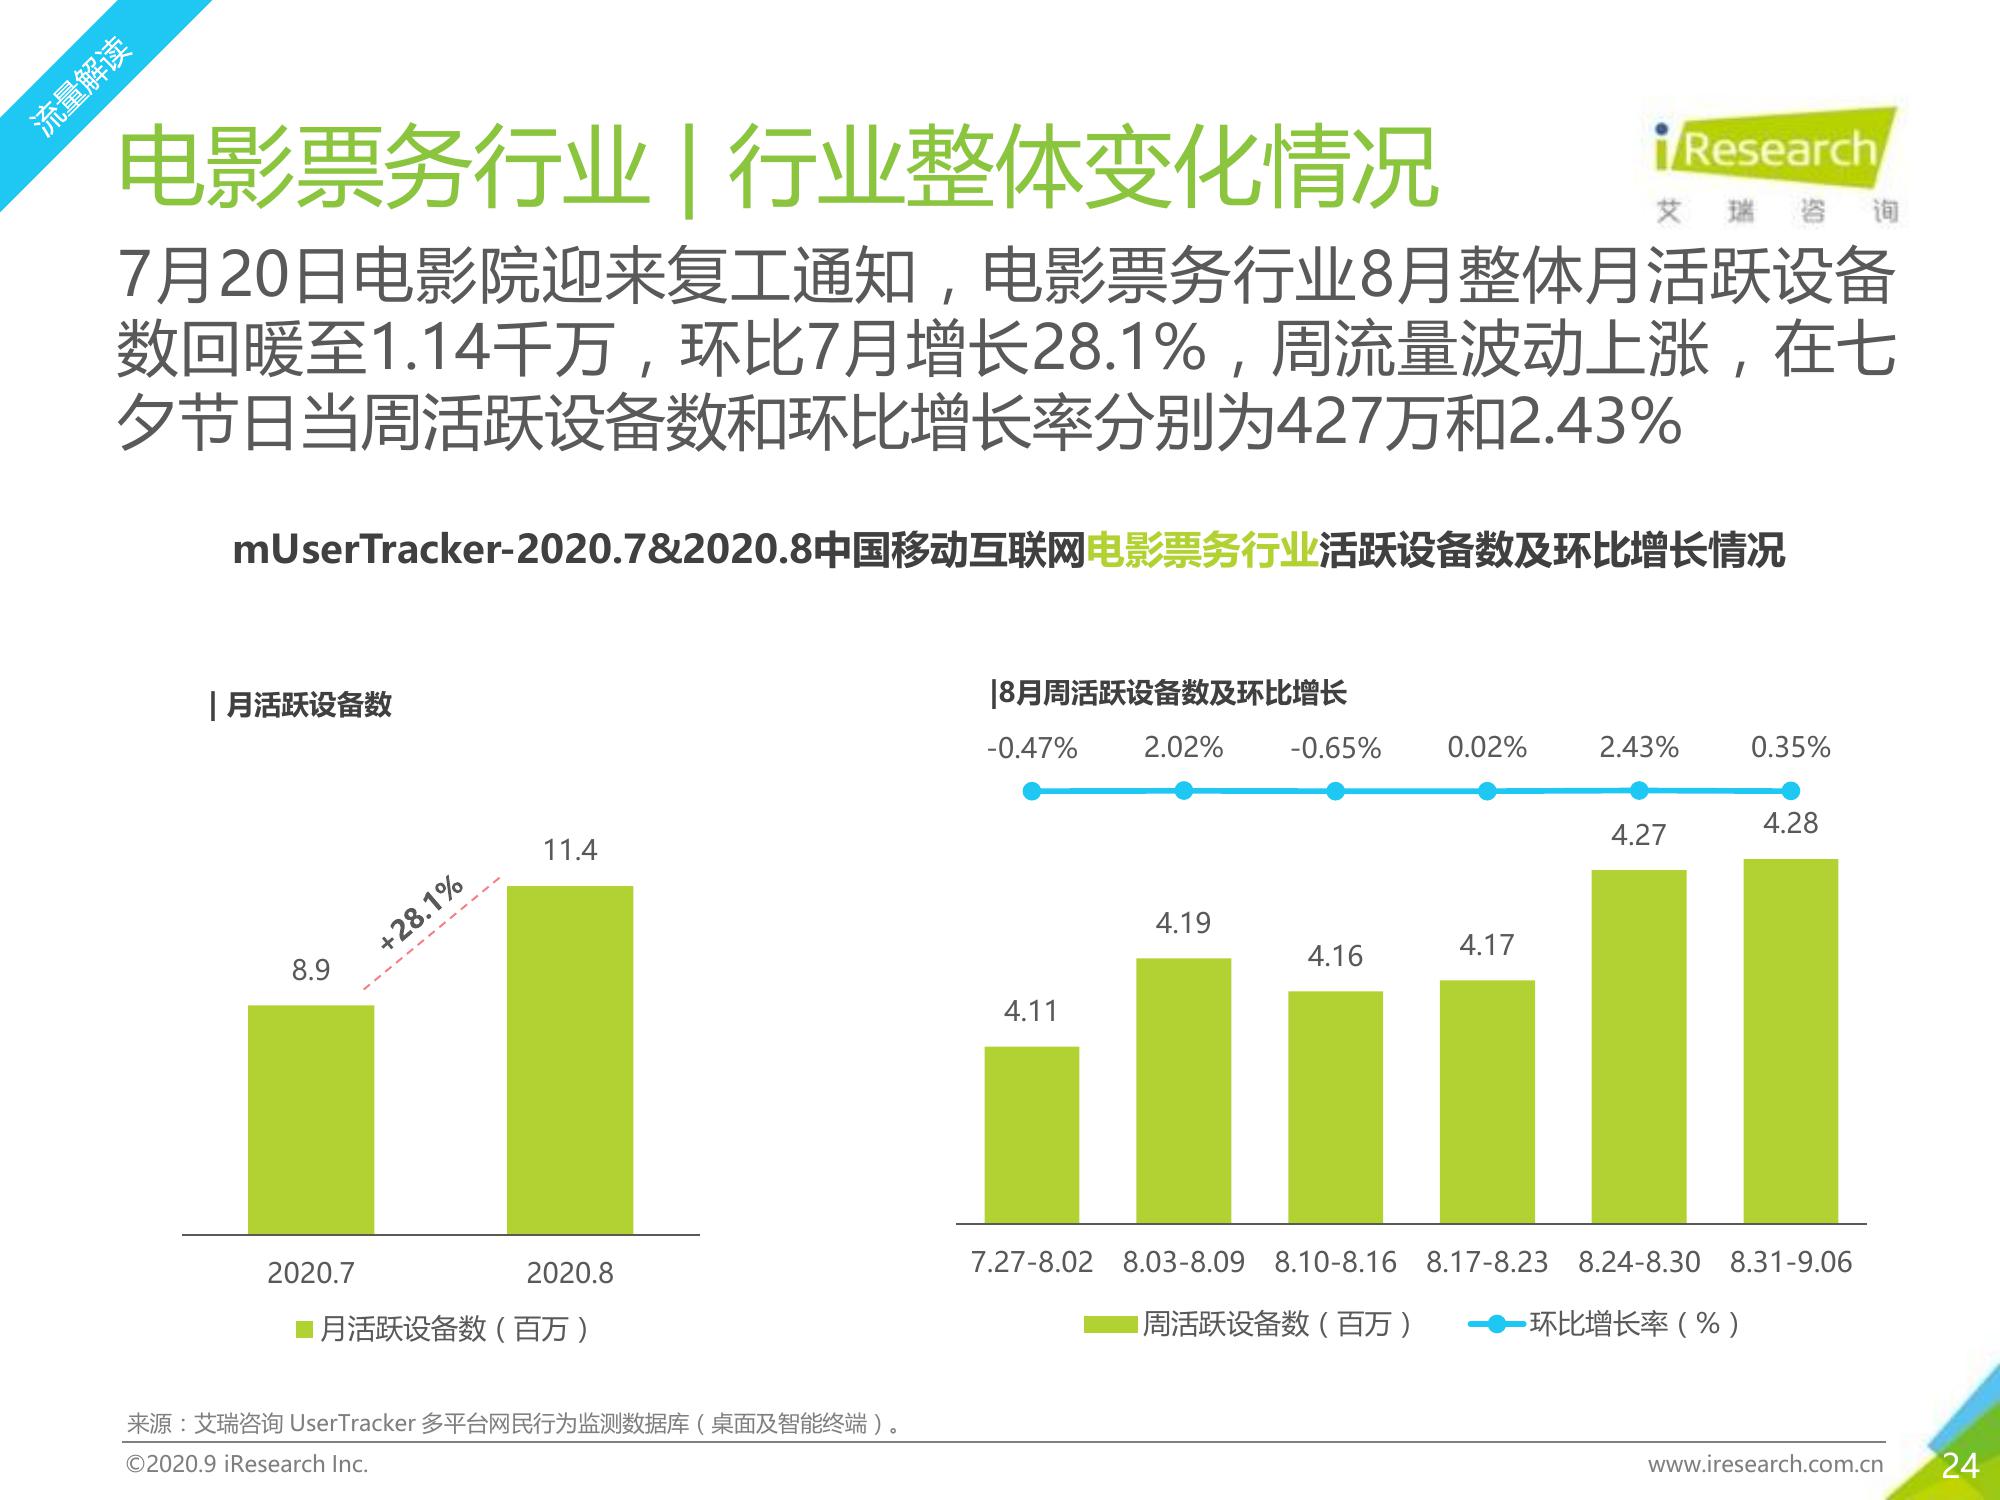 流量解读
电影票务行业 | 行业整体变化情况
iResearch
艾瑞咨询
7月20日电影院迎来复工通知，电影票务行业8月整体月活跃设备
数回暖至1.14千万，环比7月增长28.1%，周流量波动上涨，在七
夕节日当周活跃设备数和环比增长率分别为427万和2.43%
mUserTracker-2020.7&2020.8中国移动互联网电影票务行业活跃设备数及环比增长情况
| 月活跃设备数
+28.1%
8.9 11.4
2020.7 2020.8
月活跃设备数（百万）
|8月周活跃设备数及环比增长
-0.47% 2.02% -0.65% 0.02% 2.43% 0.35%
4.11 4.19 4.16 4.17 4.27 4.28
7.27-8.02 8.03-8.09 8.10-8.16 8.17-8.23 8.24-8.30 8.31-9.06
周活跃设备数（百万） 环比增长率（%）
来源：艾瑞咨询 UserTracker 多平台网民行为监测数据库（桌面及智能终端）。
©2020.9 iResearch Inc. www.iresearch.com.cn 24